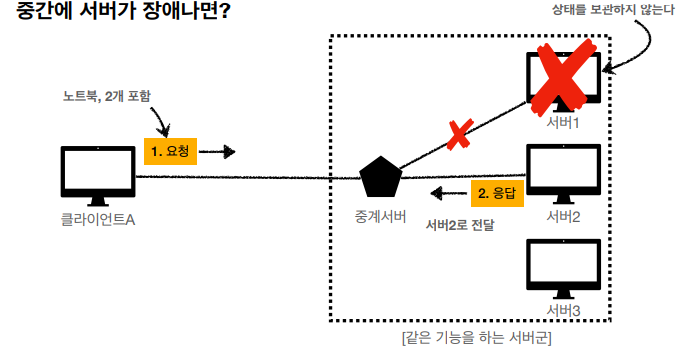 중간에 서버가 장애나면?
상태를 보관하지 않는다
노트북, 2개 포함
1. 요청
서버1
클라이언트A
중계서버
2. 응답
서버2로 전달
서버2
서버3
[같은 기능을 하는 서버군]